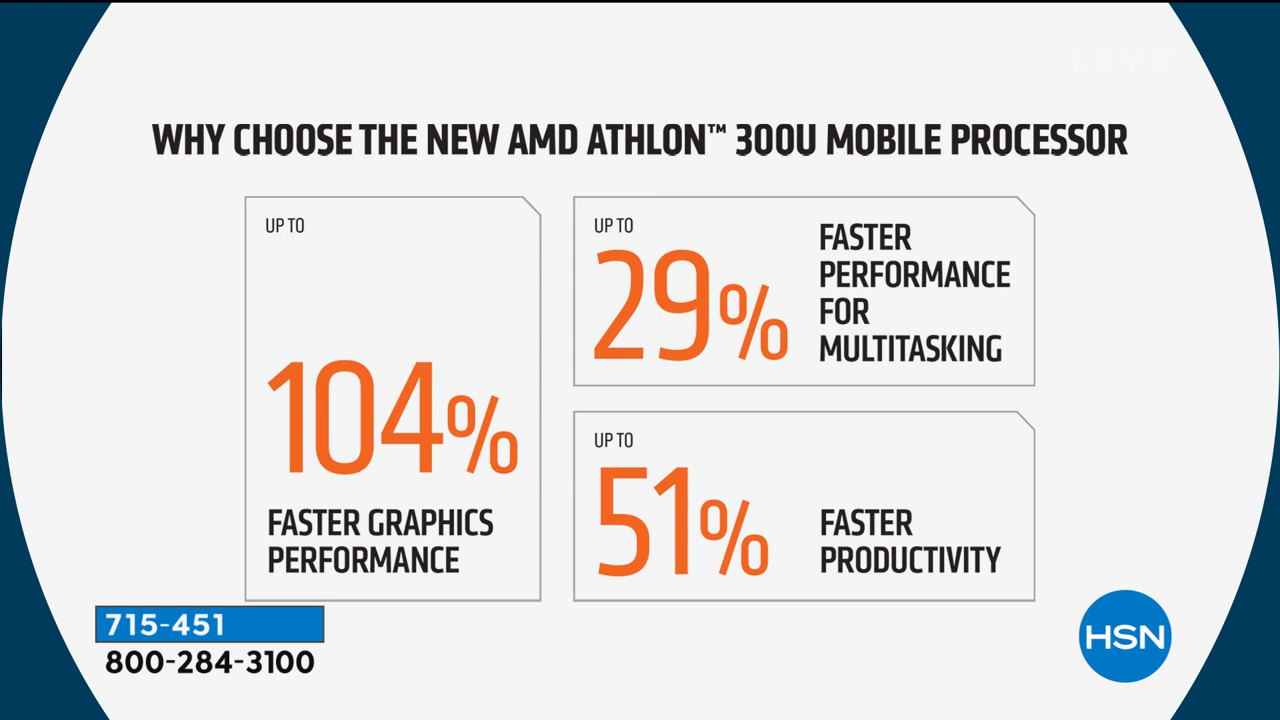 LIVE
WHY CHOOSE THE NEW AMD ATHLON™ 300U MOBILE PROCESSOR
UP TO
104%
FASTER GRAPHICS
PERFORMANCE
UP TO
29%
FASTER
PERFORMANCE
FOR
MULTITASKING
UP TO
51%
FASTER
PRODUCTIVITY
715-451
800-284-3100
HSN